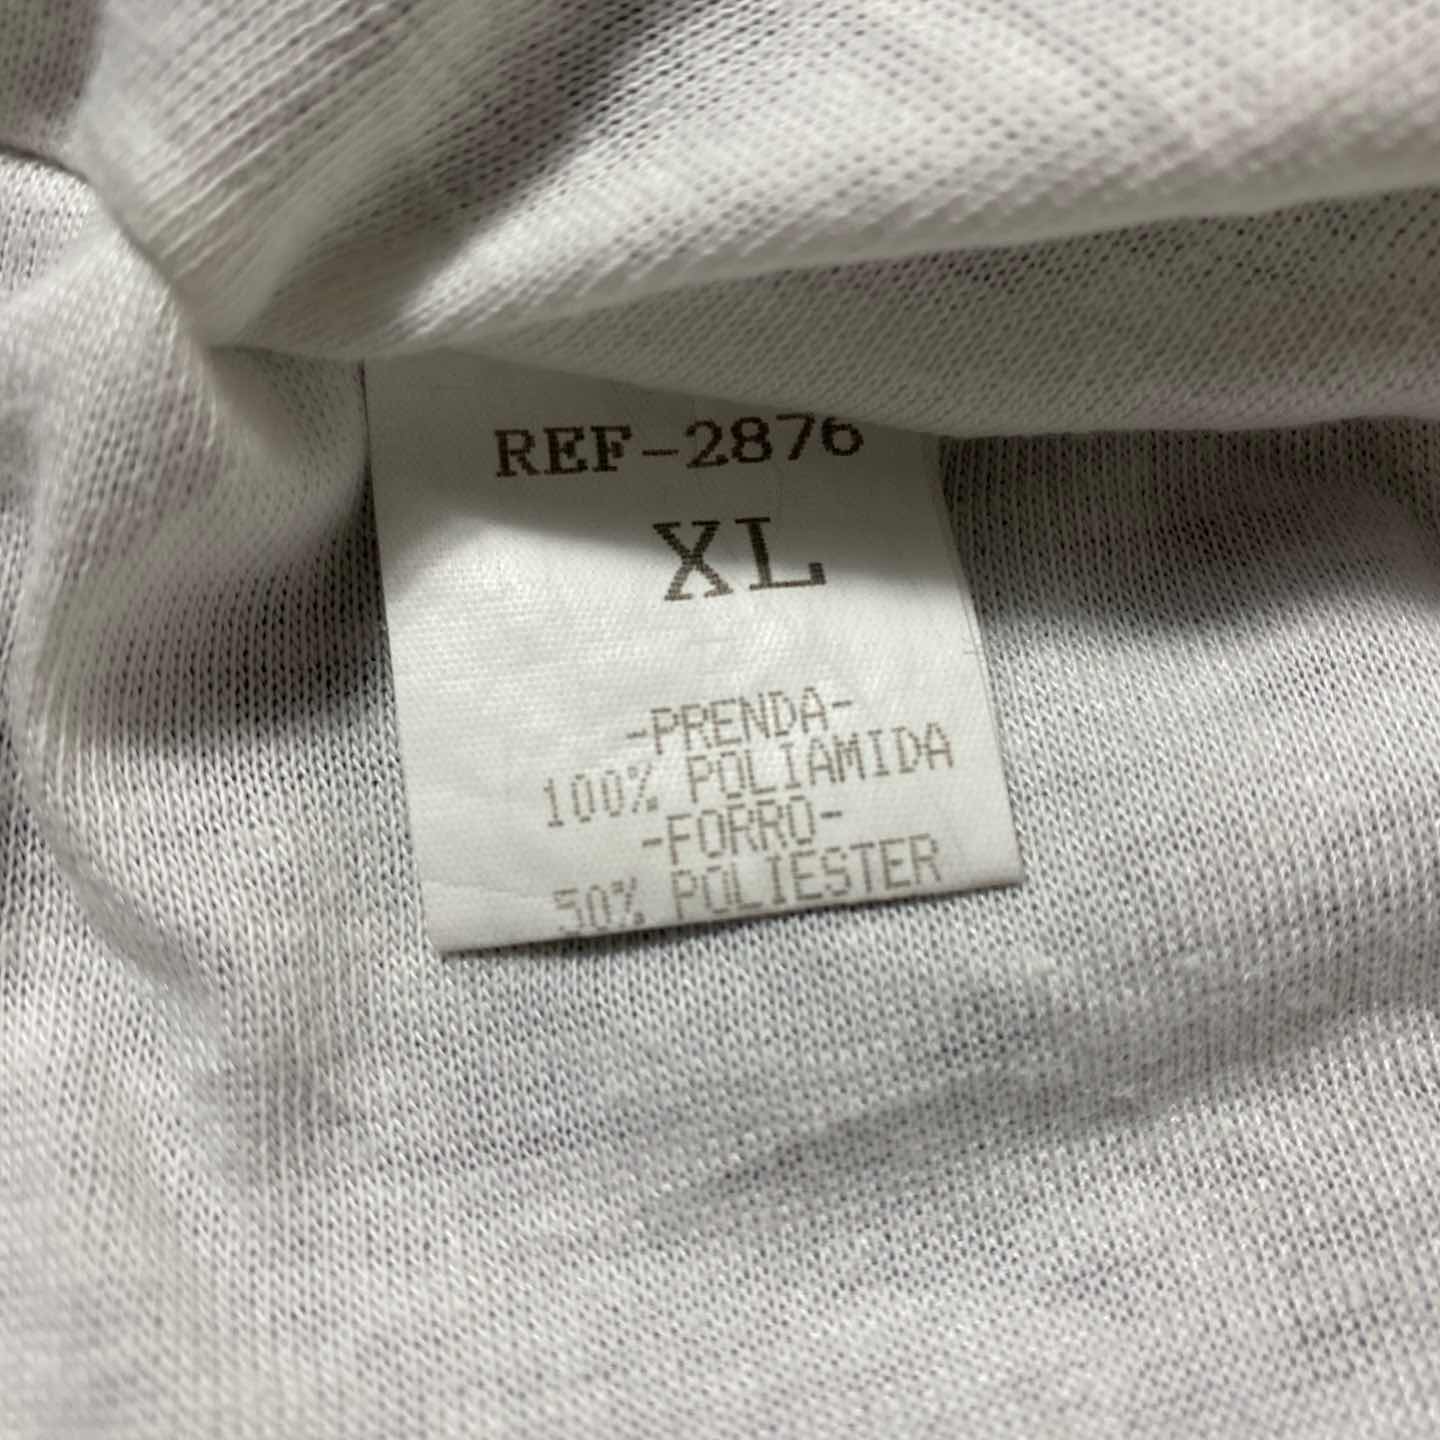 REF-2876
XL
-PRENDA-
100% POLIAMIDA
-FORRO-
50% POLIESTER